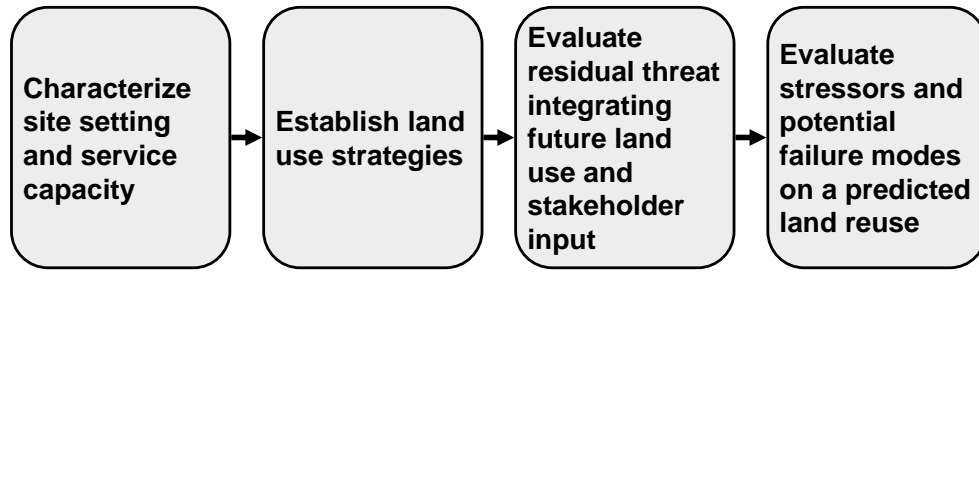 Characterize
site setting
and service
capacity
Establish land
use strategies
Evaluate
residual threat
integrating
future land
use and
stakeholder
input
Evaluate
stressors and
potential
failure modes
on a predicted
land reuse